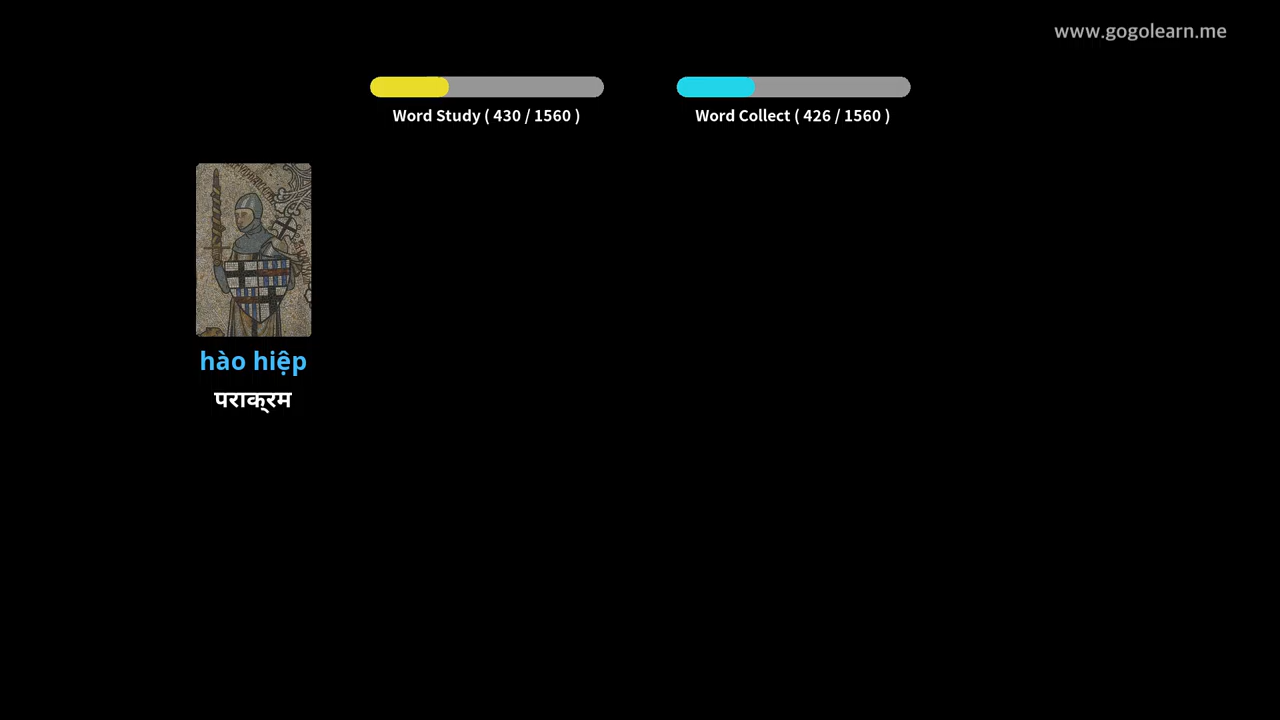 www.gogolearn.me
Word Study ( 430 / 1560 )
Word Collect ( 426 / 1560 )
hào hiệp
पराक्रम